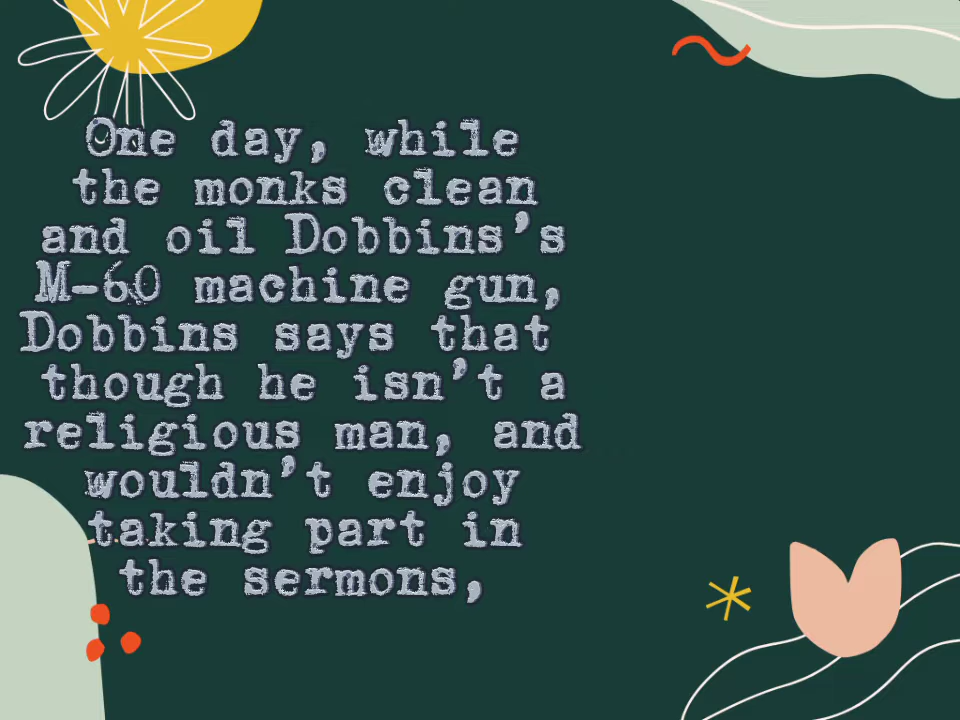 One day, while
the monks clean
and oil Dobbins’s
M-60 machine gun,
Dobbins says that
though he isn’t a
religious man, and
wouldn’t enjoy
taking part in
the sermons,